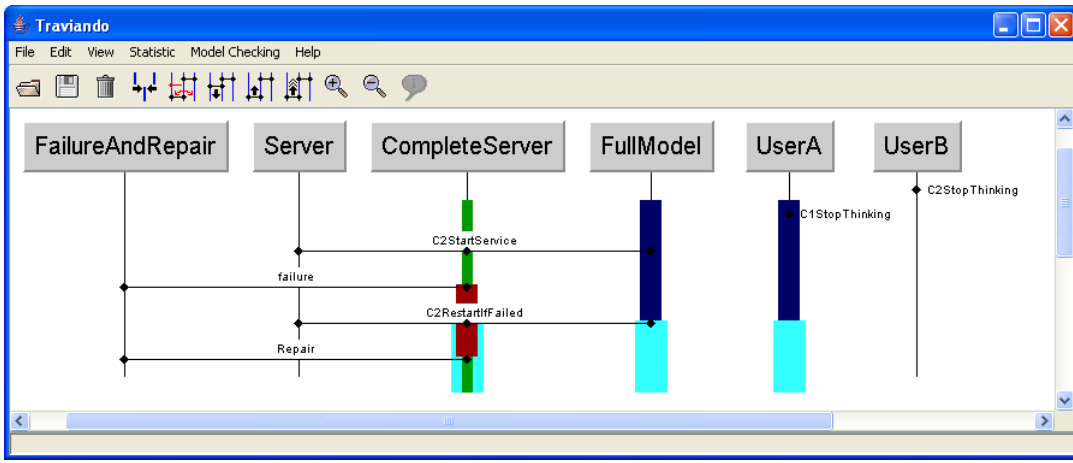 Traviando
File Edit View Statistic Model Checking Help
FailureAndRepair Server CompleteServer FullModel UserA UserB
C2StopThinking
C1StopThinking
C2StartService
failure
C2RestartIfFailed
Repair